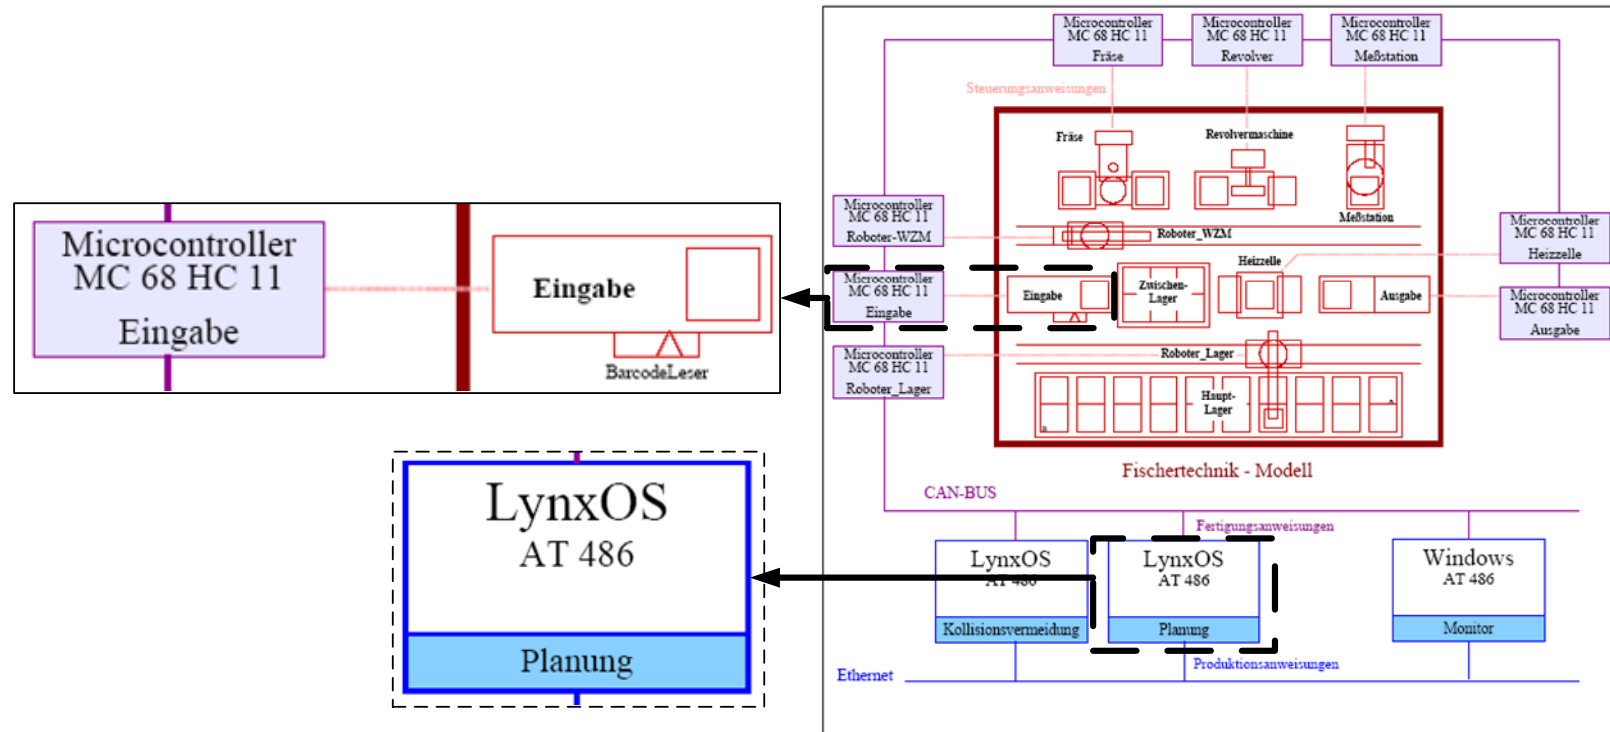 Microcontroller
MC 68 HC 11
Eingabe
Eingabe
BarcodeLeser
LynxOS
AT 486
Planung
Microcontroller
MC 68 HC 11
Fräse
Microcontroller
MC 68 HC 11
Revolver
Microcontroller
MC 68 HC 11
Meßstation
Steuerungsanweisungen
Fräse
Revolvermaschine
Meßstation
Microcontroller
MC 68 HC 11
Roboter-WZM
Roboter_WZM
Microcontroller
MC 68 HC 11
Heizzelle
Heizzelle
Microcontroller
MC 68 HC 11
Eingabe
Eingabe
Zwischen-
Lager
Ausgabe
Microcontroller
MC 68 HC 11
Ausgabe
Microcontroller
MC 68 HC 11
Roboter_Lager
Roboter_Lager
Haupt-
Lager
Fischertechnik - Modell
CAN-BUS
Fertigungsanweisungen
LynxOS
AT 486
Kollisionsvermeidung
LynxOS
AT 486
Planung
Windows
AT 486
Monitor
Produktionsanweisungen
Ethernet